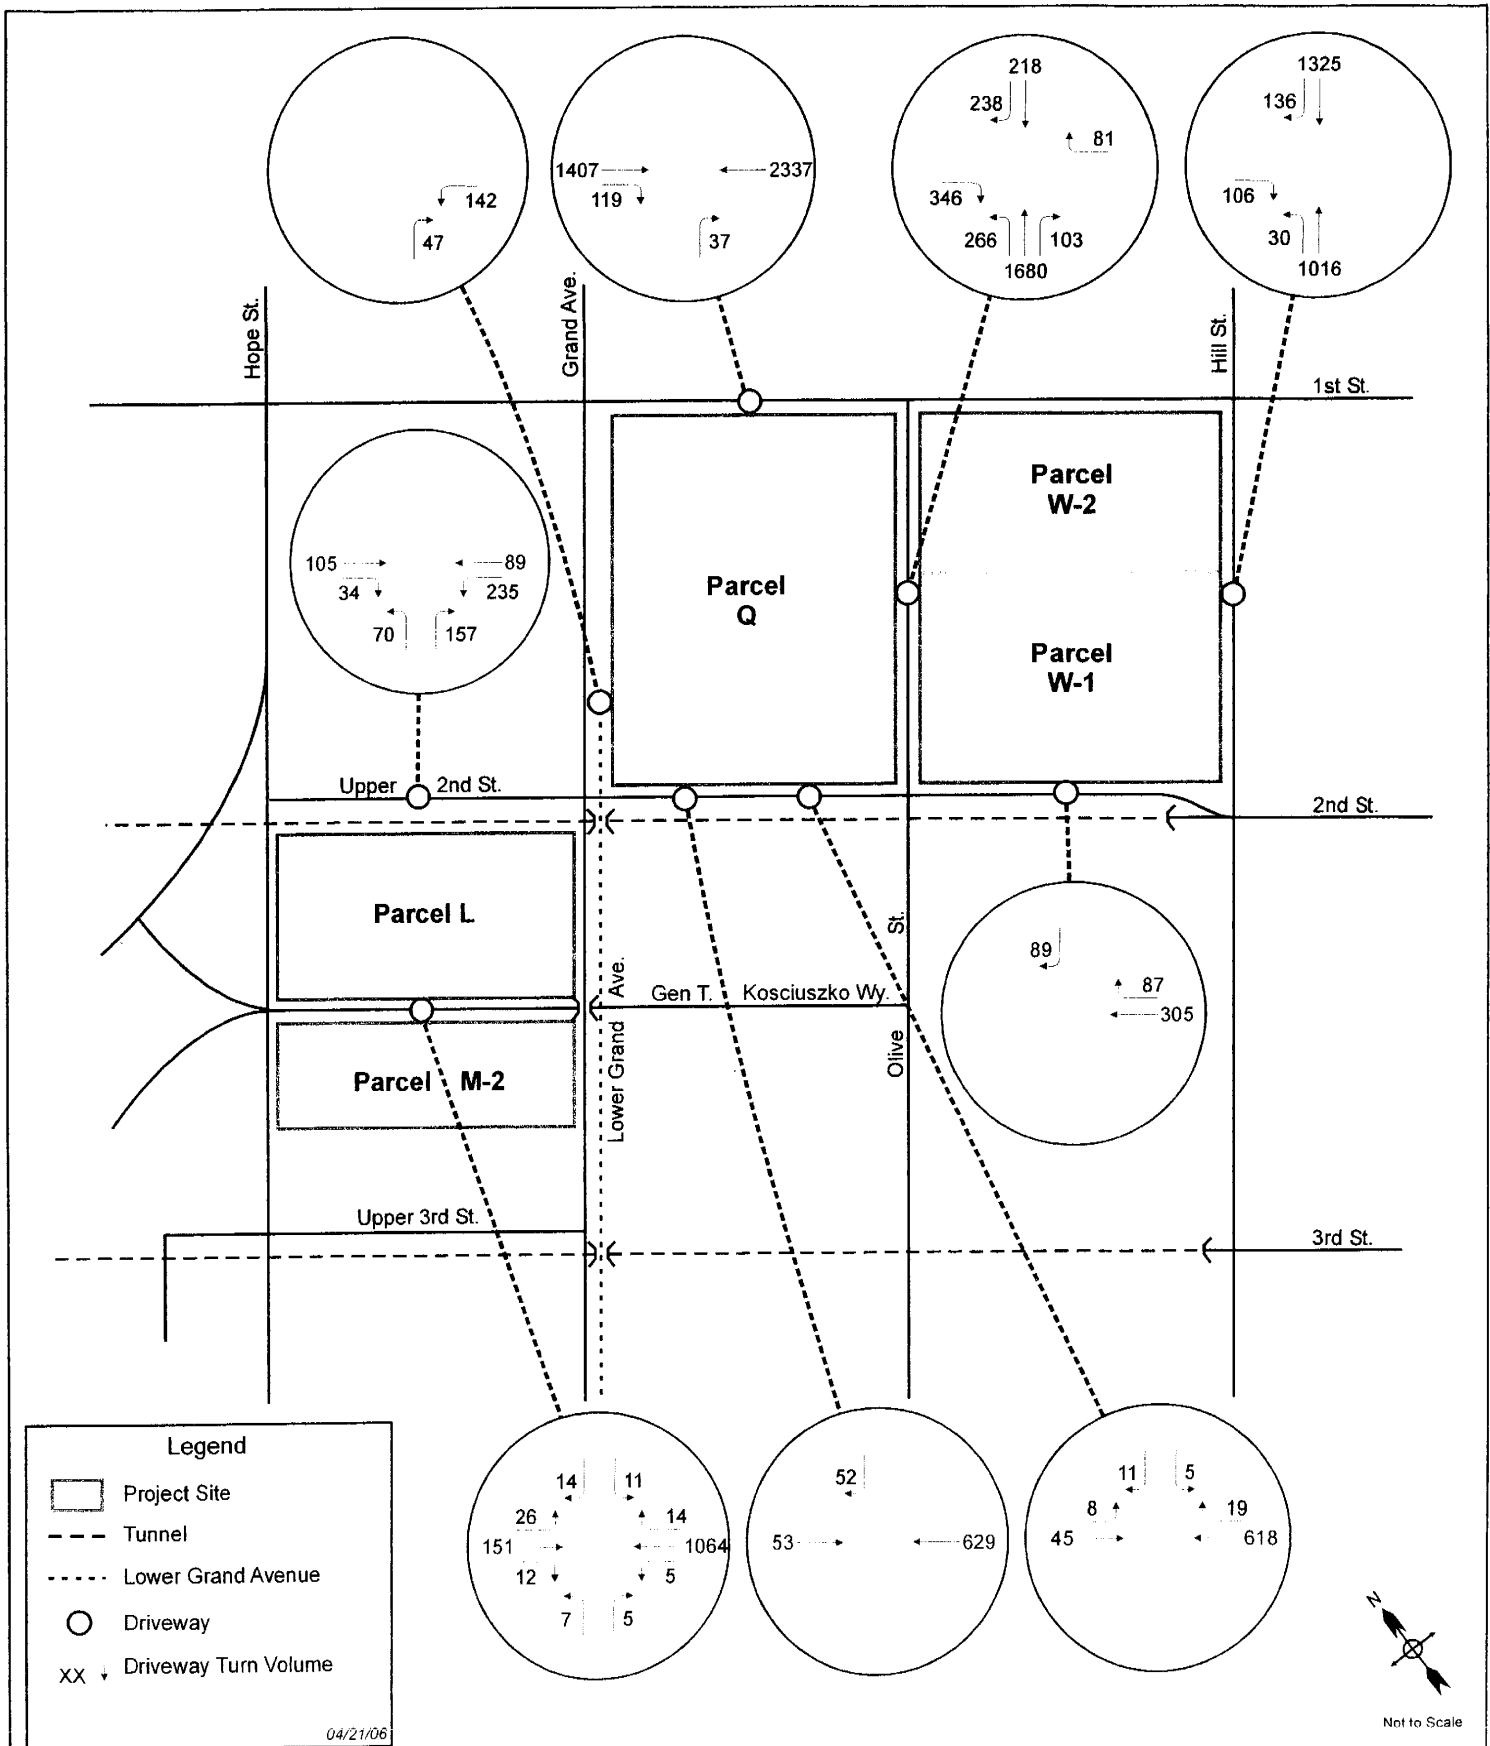 142
47
1407
2337
119
37
218
238
81
346
266
103
1680
1325
136
106
30
1016
Hope St.
Grand Ave.
Hill St.
1st St.
105
89
34
235
70
157
Parcel
Q
Parcel
W-2
Parcel
W-1
Upper 2nd St.
2nd St.
Parcel L
Parcel M-2
Lower Grand Ave.
Gen T. Kosciuszko Wy.
Olive St.
89
87
305
Upper 3rd St.
3rd St.
14
11
26
14
151
1064
12
5
7
5
52
53
629
11
5
8
19
45
618
Legend
Project Site
Tunnel
Lower Grand Avenue
Driveway
XX Driveway Turn Volume
04/21/06
N
Not to Scale